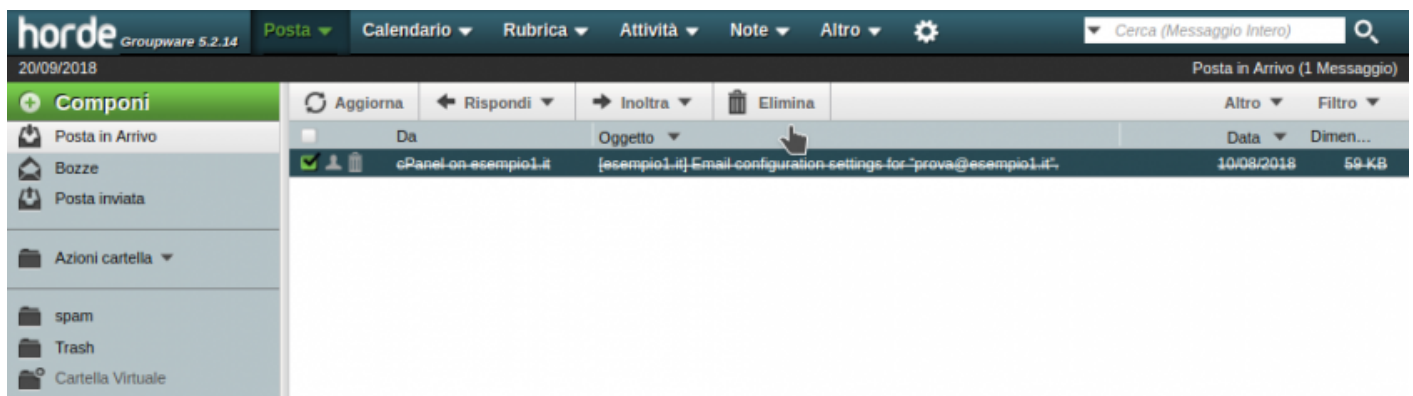 horde Groupware 5.2.14 Posta Calendario Rubrica Attività Note Altro Cerca (Messaggio Intero)
20/09/2018 Posta in Arrivo (1 Messaggio)
Componi Aggiorna Rispondi Inoltra Elimina Altro Filtro
Posta in Arrivo Da Oggetto Data Dimen...
cPanel on esempio1.it [esempio1.it] Email configuration settings for "prova@esempio1.it". 10/08/2018 59 KB
Bozze
Posta inviata
Azioni cartella
spam
Trash
Cartella Virtuale